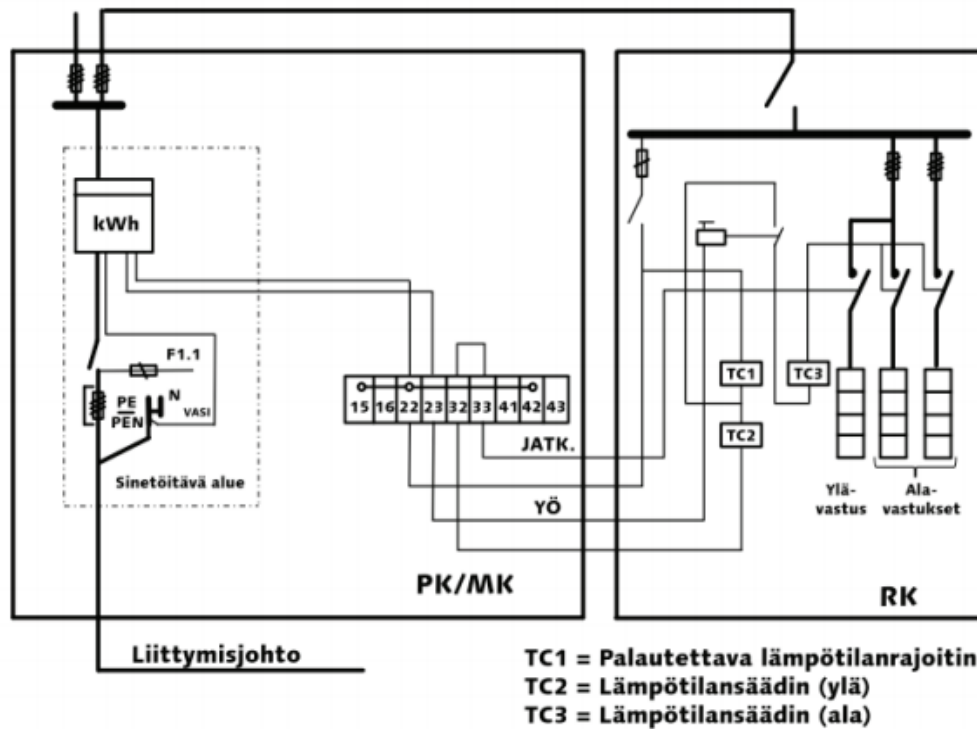 kWh
F1.1
PE
PEN
N
VASI
Sinetöitävä alue
15 16 22 23 32 33 41 42 43
JATK.
YÖ
PK/MK
Liittymisjohto
TC1
TC3
TC2
Ylä-
vastus
Ala-
vastukset
RK
TC1 = Palautettava lämpötilanrajoitin
TC2 = Lämpötilansäädin (ylä)
TC3 = Lämpötilansäädin (ala)